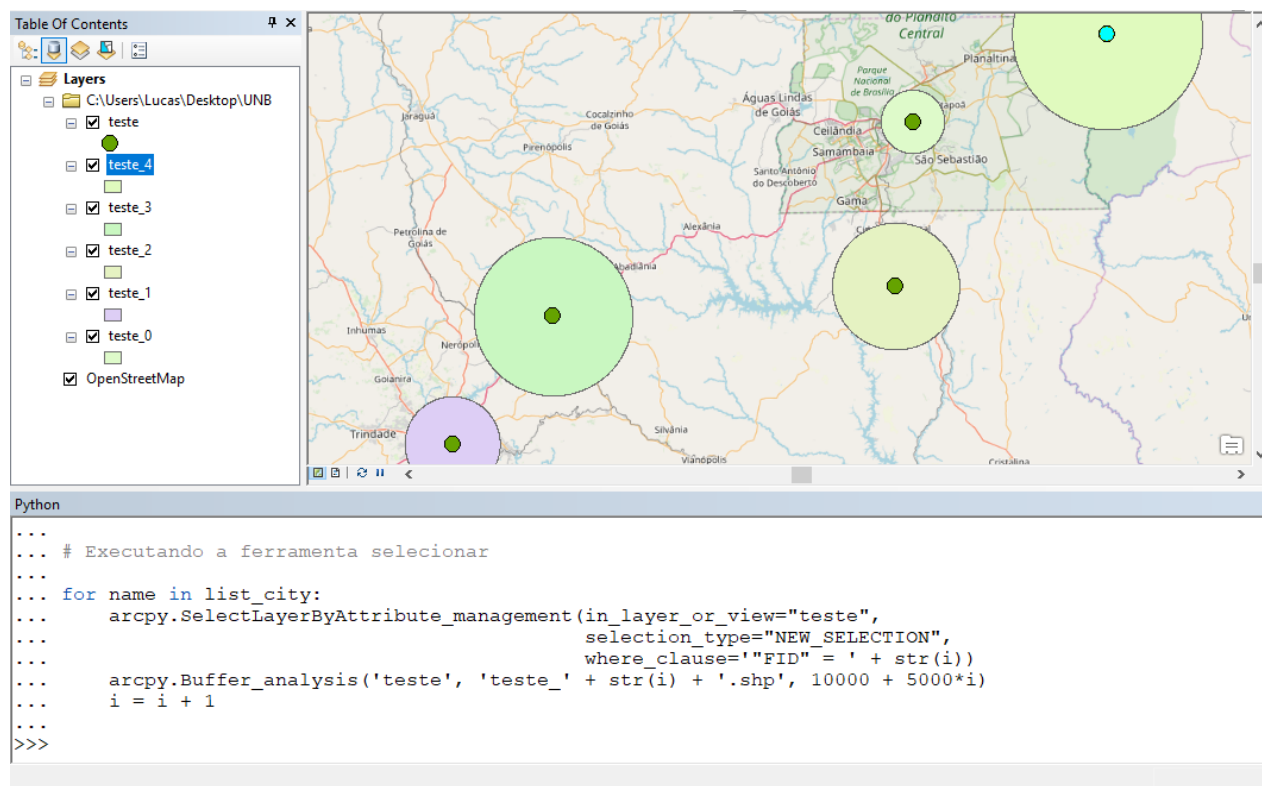 Table Of Contents
Layers
C:\Users\Lucas\Desktop\UNB
teste
teste_4
teste_3
teste_2
teste_1
teste_0
OpenStreetMap
do Planalto
Central
Planaltina
Parque
Nacional
de Brasília
Águas Lindas
de Goiás
Jaraguá
Cocalzinho
de Goiás
Ceilândia
Pirenópolis
Samambaia
São Sebastião
Santo Antônio
do Descoberto
Gama
Alexânia
Petrolina de
Goiás
Abadiânia
Inhumas
Goianira
Trindade
Silvânia
Vianópolis
Cristalina
Python
...
... # Executando a ferramenta selecionar
...
... for name in list_city:
...     arcpy.SelectLayerByAttribute_management(in_layer_or_view="teste",
...                                             selection_type="NEW_SELECTION",
...                                             where_clause='"FID" = ' + str(i))
...     arcpy.Buffer_analysis('teste', 'teste_' + str(i) + '.shp', 10000 + 5000*i)
...     i = i + 1
...
>>>